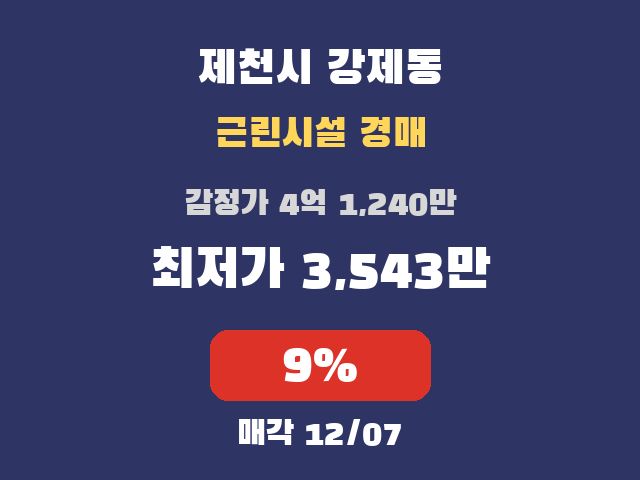 제천시 강제동
근린시설 경매
감정가 4억 1,240만
최저가 3,543만
9%
매각 12/07